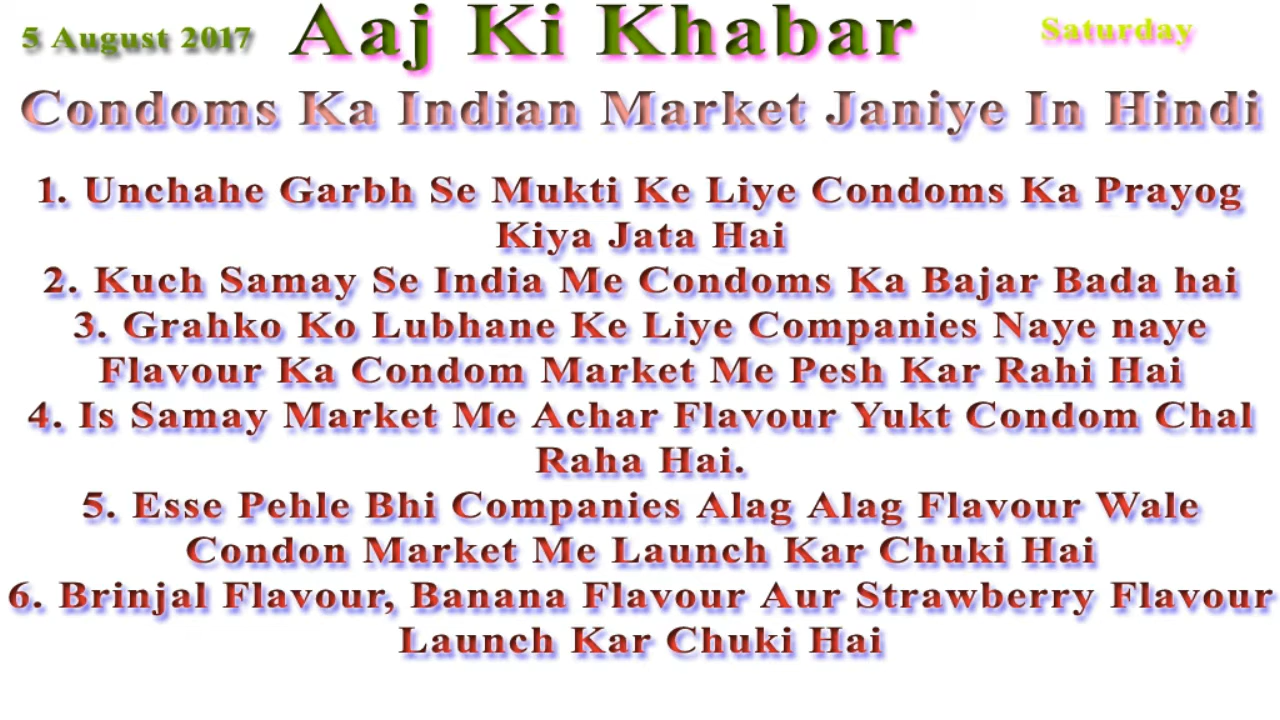 5 August 2017 Aaj Ki Khabar Saturday
Condoms Ka Indian Market Janiye In Hindi
1. Unchahe Garbh Se Mukti Ke Liye Condoms Ka Prayog
Kiya Jata Hai
2. Kuch Samay Se India Me Condoms Ka Bajar Bada hai
3. Grahko Ko Lubhane Ke Liye Companies Naye naye
Flavour Ka Condom Market Me Pesh Kar Rahi Hai
4. Is Samay Market Me Achar Flavour Yukt Condom Chal
Raha Hai.
5. Esse Pehle Bhi Companies Alag Alag Flavour Wale
Condon Market Me Launch Kar Chuki Hai
6. Brinjal Flavour, Banana Flavour Aur Strawberry Flavour
Launch Kar Chuki Hai